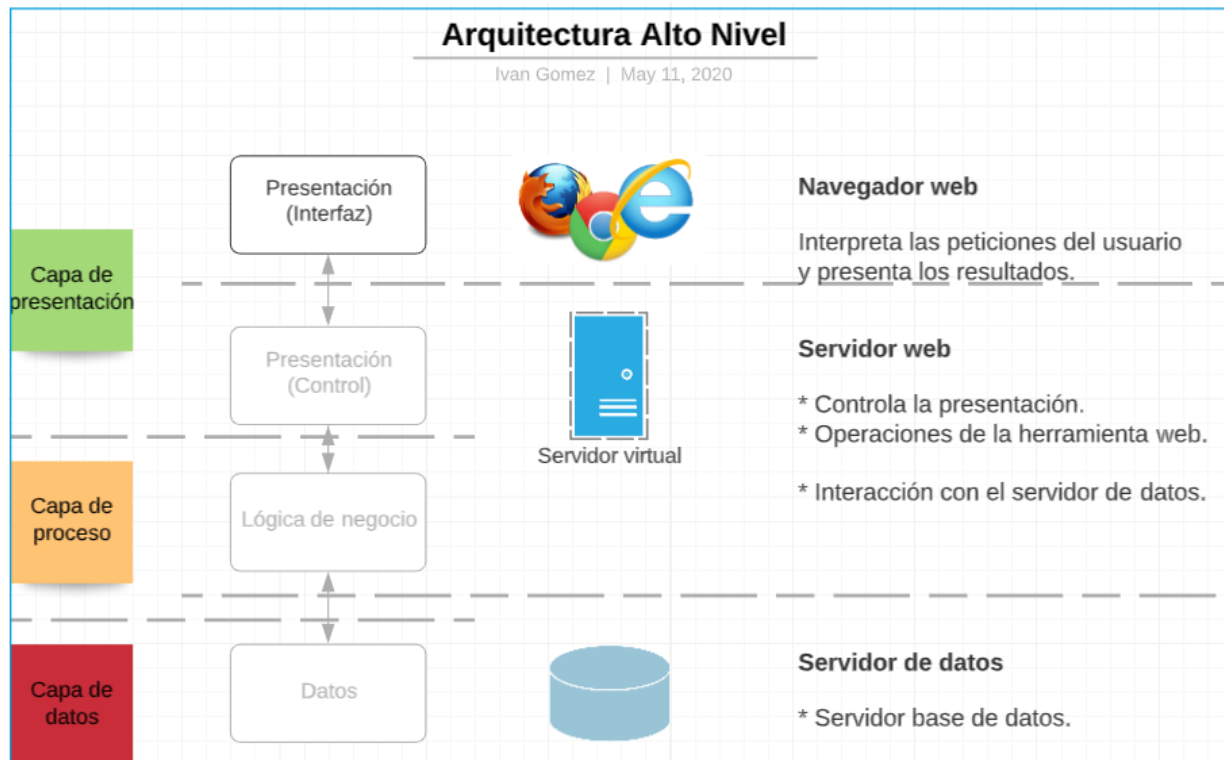 Arquitectura Alto Nivel
Ivan Gomez | May 11, 2020
Presentación
(Interfaz)
Navegador web
Interpreta las peticiones del usuario
y presenta los resultados.
Capa de
presentación
Presentación
(Control)
Servidor virtual
Servidor web
* Controla la presentación.
* Operaciones de la herramienta web.
* Interacción con el servidor de datos.
Capa de
proceso
Lógica de negocio
Capa de
datos
Datos
Servidor de datos
* Servidor base de datos.